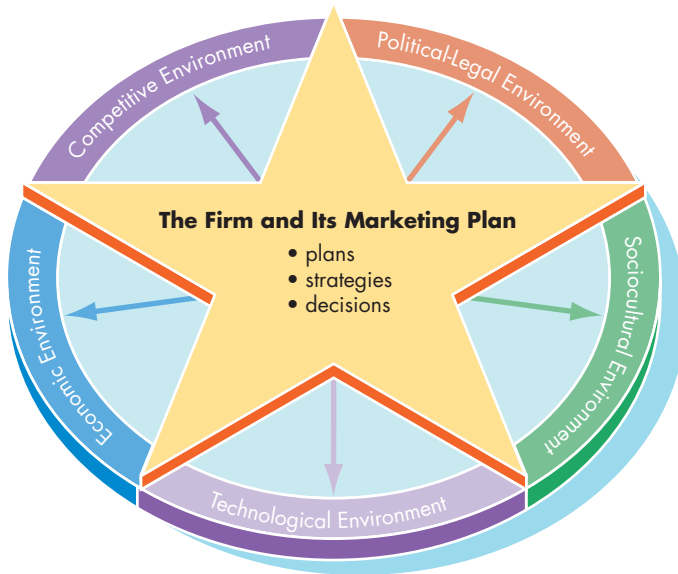 Competitive Environment
Political-Legal Environment
The Firm and Its Marketing Plan
• plans
• strategies
• decisions
Economic Environment
Sociocultural Environment
Technological Environment